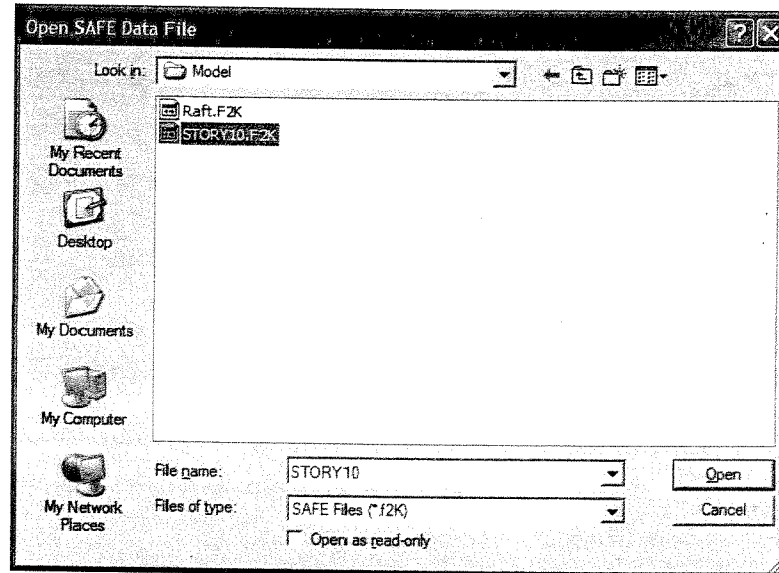 Open SAFE Data File
Look in: Model
Raft.F2K
STORY10.F2K
My Recent
Documents
Desktop
My Documents
My Computer
My Network
Places
File name: STORY10 Open
Files of type: SAFE Files (*.f2K) Cancel
Open as read-only